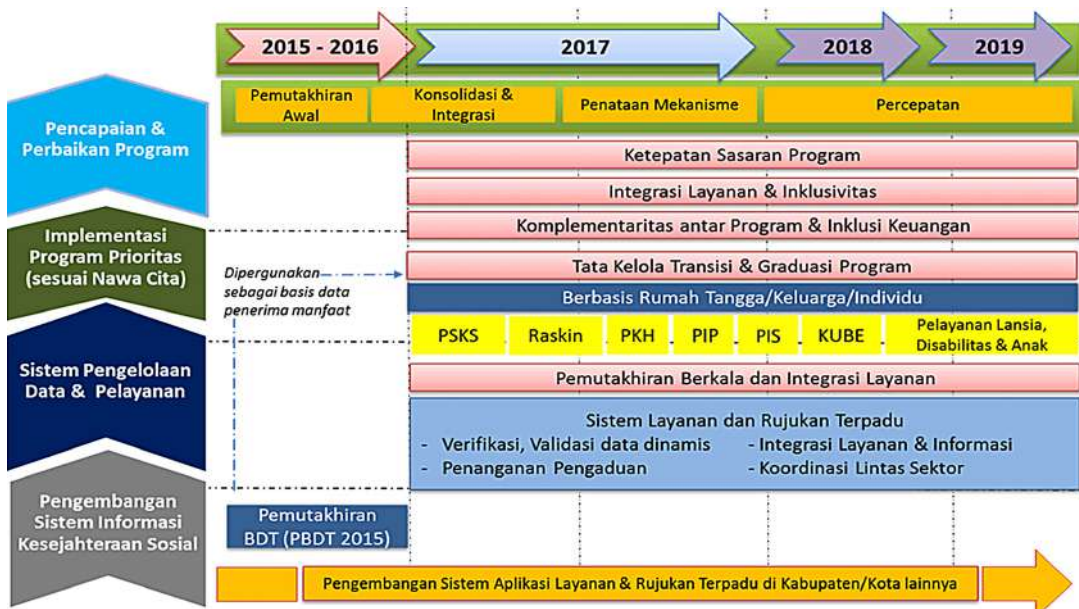 2015 - 2016
2017
2018
2019
Pemutakhiran
Awal
Konsolidasi &
Integrasi
Penataan Mekanisme
Percepatan
Pencapaian &
Perbaikan Program
Ketepatan Sasaran Program
Integrasi Layanan & Inklusivitas
Komplementaritas antar Program & Inklusi Keuangan
Implementasi
Program Prioritas
(sesuai Nawa Cita)
Dipergunakan
sebagai basis data
penerima manfaat
Tata Kelola Transisi & Graduasi Program
Berbasis Rumah Tangga/Keluarga/Individu
PSKS
Raskin
PKH
PIP
PIS
KUBE
Pelayanan Lansia,
Disabilitas & Anak
Sistem Pengelolaan
Data & Pelayanan
Pemutakhiran Berkala dan Integrasi Layanan
Sistem Layanan dan Rujukan Terpadu
- Verifikasi, Validasi data dinamis
- Penanganan Pengaduan
- Integrasi Layanan & Informasi
- Koordinasi Lintas Sektor
Pengembangan
Sistem Informasi
Kesejahteraan Sosial
Pemutakhiran
BDT (PBDT 2015)
Pengembangan Sistem Aplikasi Layanan & Rujukan Terpadu di Kabupaten/Kota lainnya